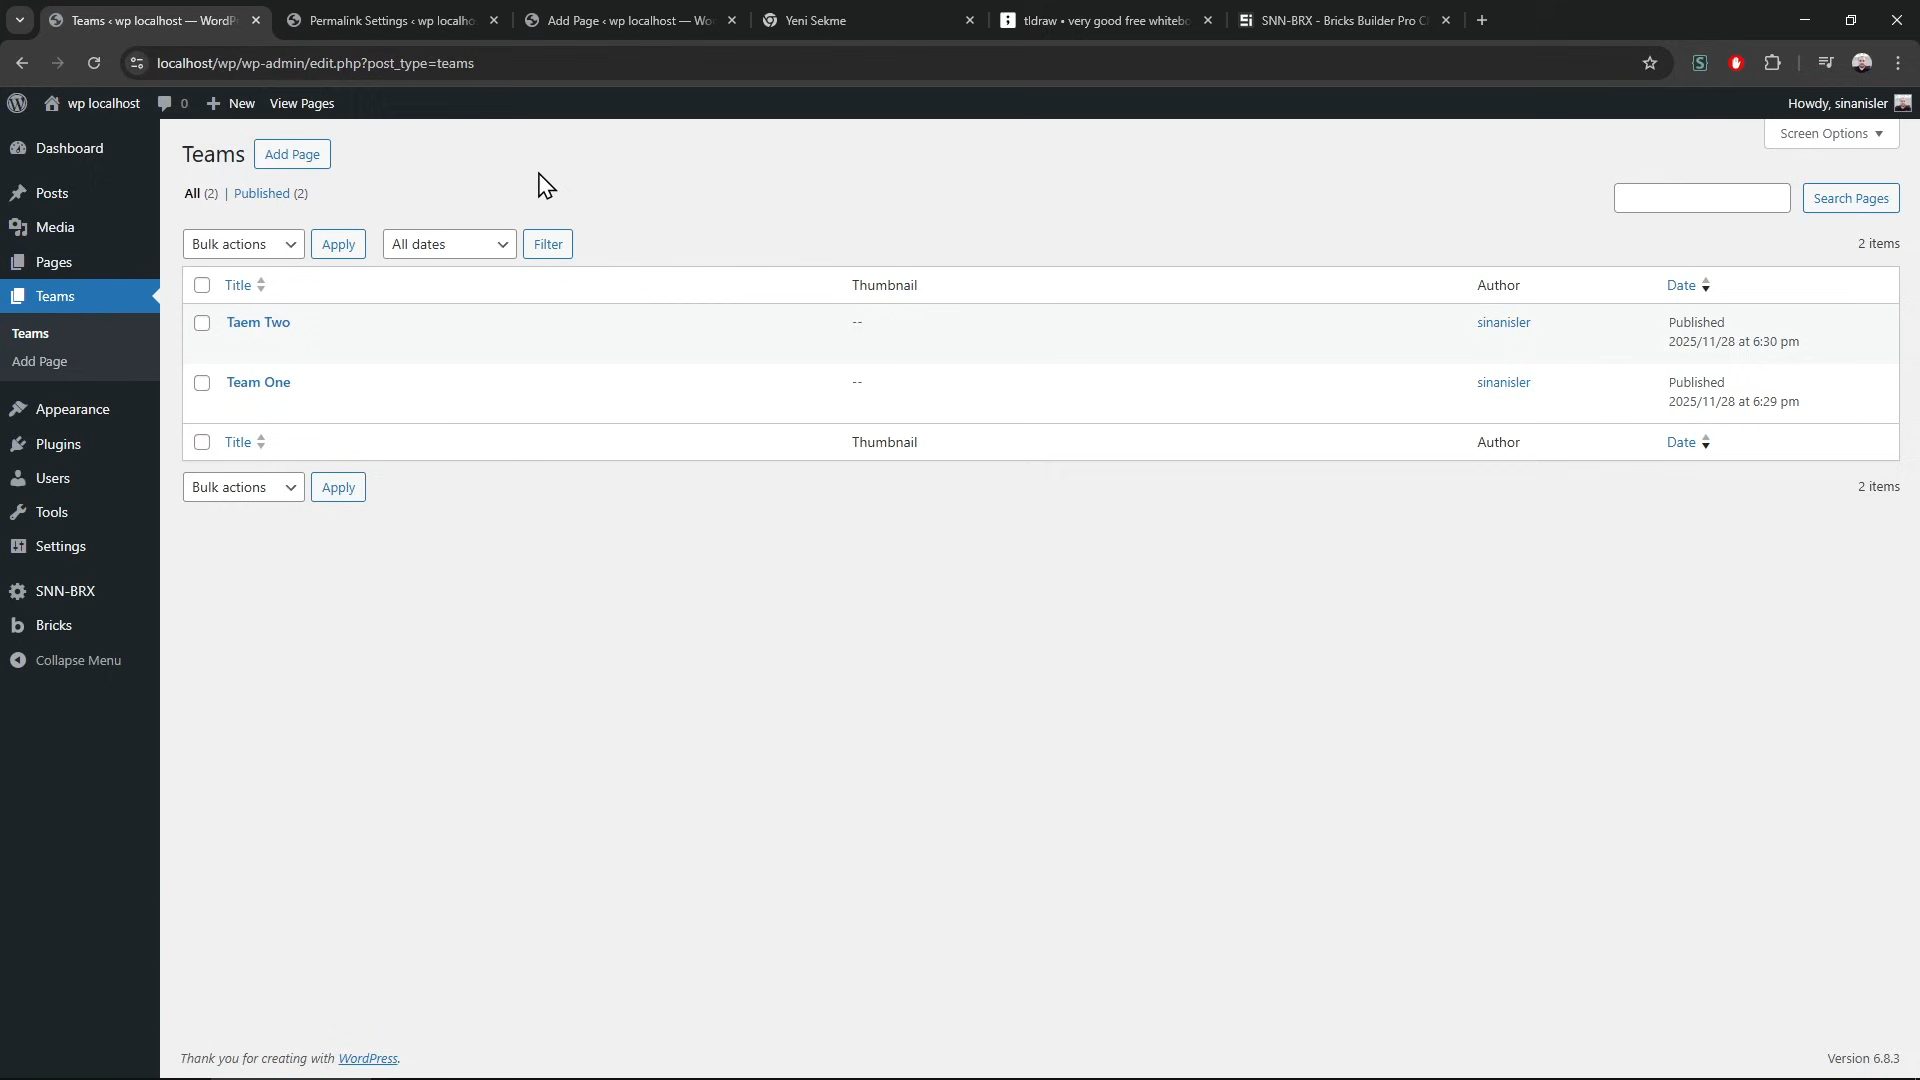 Teams ‹ wp localhost — WordPr
Permalink Settings ‹ wp localho
Add Page ‹ wp localhost — Wo
Yeni Sekme
tldraw • very good free whitebo
SNN-BRX - Bricks Builder Pro C
localhost/wp/wp-admin/edit.php?post_type=teams
wp localhost
0
New
View Pages
Howdy, sinanisler
Screen Options
Dashboard
Posts
Media
Pages
Teams
Teams
Add Page
Appearance
Plugins
Users
Tools
Settings
SNN-BRX
Bricks
Collapse Menu
Teams
Add Page
All (2) | Published (2)
Search Pages
Bulk actions
Apply
All dates
Filter
2 items
Title
Thumbnail
Author
Date
Taem Two
--
sinanisler
Published
2025/11/28 at 6:30 pm
Team One
--
sinanisler
Published
2025/11/28 at 6:29 pm
Title
Thumbnail
Author
Date
Bulk actions
Apply
2 items
Thank you for creating with WordPress.
Version 6.8.3